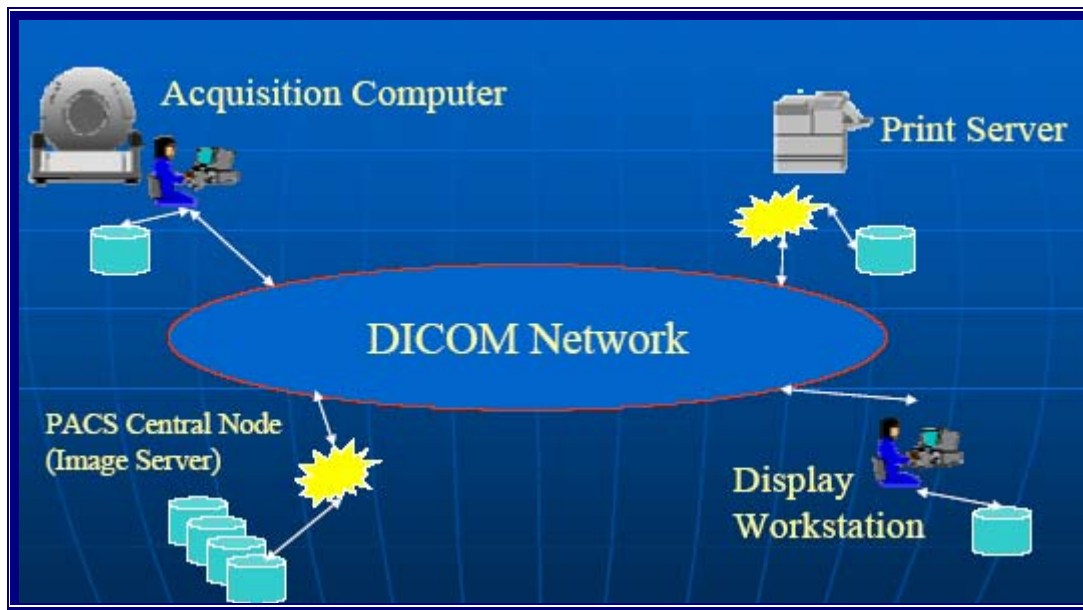 Acquisition Computer
Print Server
DICOM Network
PACS Central Node
(Image Server)
Display
Workstation